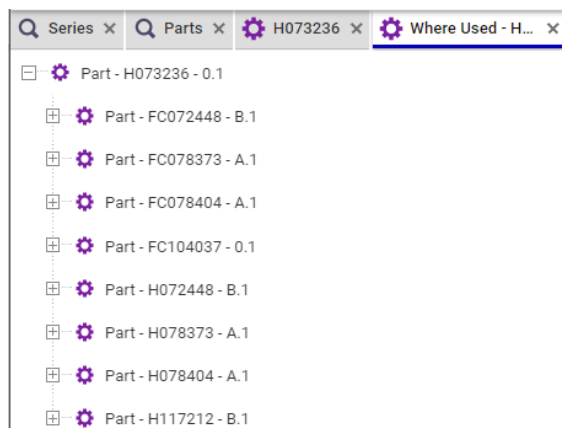 Series Parts H073236 Where Used - H...
Part - H073236 - 0.1
Part - FC072448 - B.1
Part - FC078373 - A.1
Part - FC078404 - A.1
Part - FC104037 - 0.1
Part - H072448 - B.1
Part - H078373 - A.1
Part - H078404 - A.1
Part - H117212 - B.1